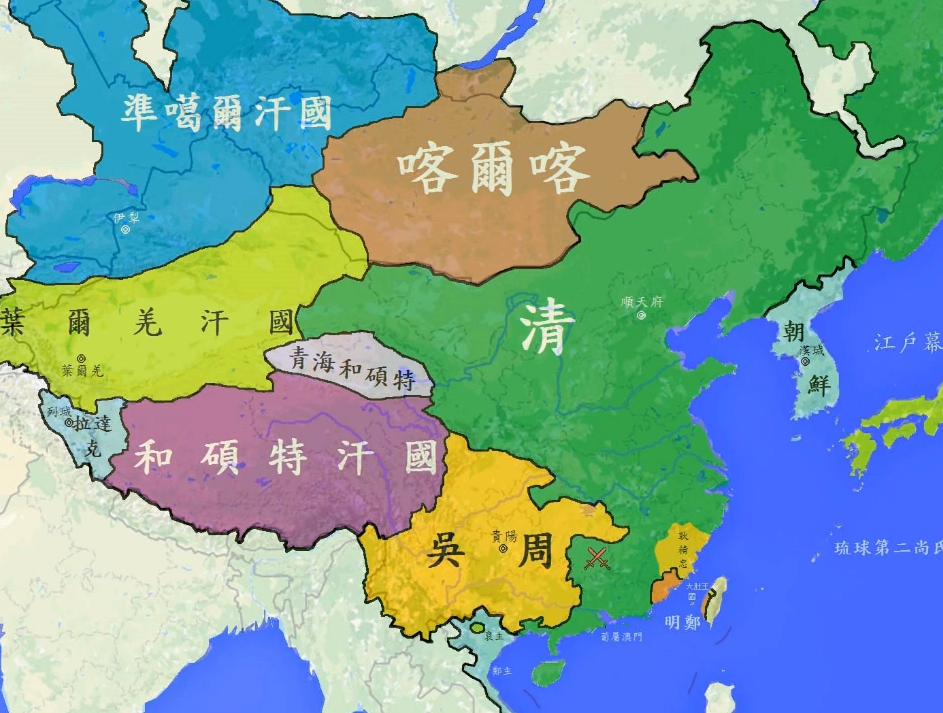 準噶爾汗國
喀爾喀
伊犁
清
順天府
葉爾羌汗國
葉爾羌
朝鮮
漢城
江戶幕
青海和碩特
列城
拉達克
和碩特汗國
吳周
貴陽
耿精忠
琉球第二尚氏
大肚王國
明鄭
葡屬澳門
莫主
鄭主